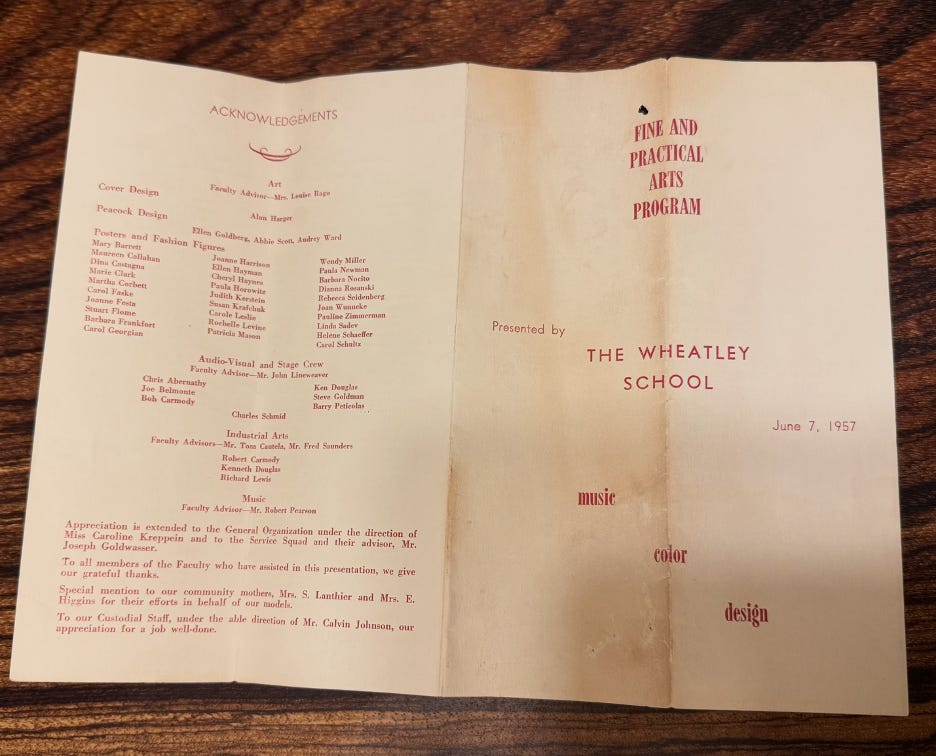 ACKNOWLEDGEMENTS
Art
Faculty Advisor—Mrs. Louise Rago
Cover Design
Alan Harger
Peacock Design
Ellen Goldberg, Abbie Scott, Audrey Ward
Posters and Fashion Figures
Mary Barrett
Maureen Callahan
Dina Castagna
Marie Clark
Martha Corbett
Carol Faske
Joanne Festa
Stuart Flome
Barbara Frankfort
Carol Georgian
Joanne Harrison
Ellen Hayman
Cheryl Haynes
Paula Horowitz
Judith Kerstein
Susan Krafchuk
Carole Leslie
Rochelle Levine
Patricia Mason
Wendy Miller
Paula Newman
Barbara Nocito
Dianna Rosanski
Rebecca Seidenberg
Joan Wunneke
Pauline Zimmerman
Linda Sadev
Helene Schaeffer
Carol Schultz
Audio-Visual and Stage Crew
Faculty Advisor—Mr. John Lineweaver
Chris Abernathy
Joe Belmonte
Bob Carmody
Ken Douglas
Steve Goldman
Barry Peticolas
Charles Schmid
Industrial Arts
Faculty Advisors—Mr. Tom Cautela, Mr. Fred Saunders
Robert Carmody
Kenneth Douglas
Richard Lewis
Music
Faculty Advisor—Mr. Robert Pearson
Appreciation is extended to the General Organization under the direction of
Miss Caroline Kreppein and to the Service Squad and their advisor, Mr.
Joseph Goldwasser.
To all members of the Faculty who have assisted in this presentation, we give
our grateful thanks.
Special mention to our community mothers, Mrs. S. Lauthier and Mrs. E.
Higgins for their efforts in behalf of our models.
To our Custodial Staff, under the able direction of Mr. Calvin Johnson, our
appreciation for a job well-done.
FINE AND
PRACTICAL
ARTS
PROGRAM
Presented by
THE WHEATLEY
SCHOOL
June 7, 1957
music
color
design